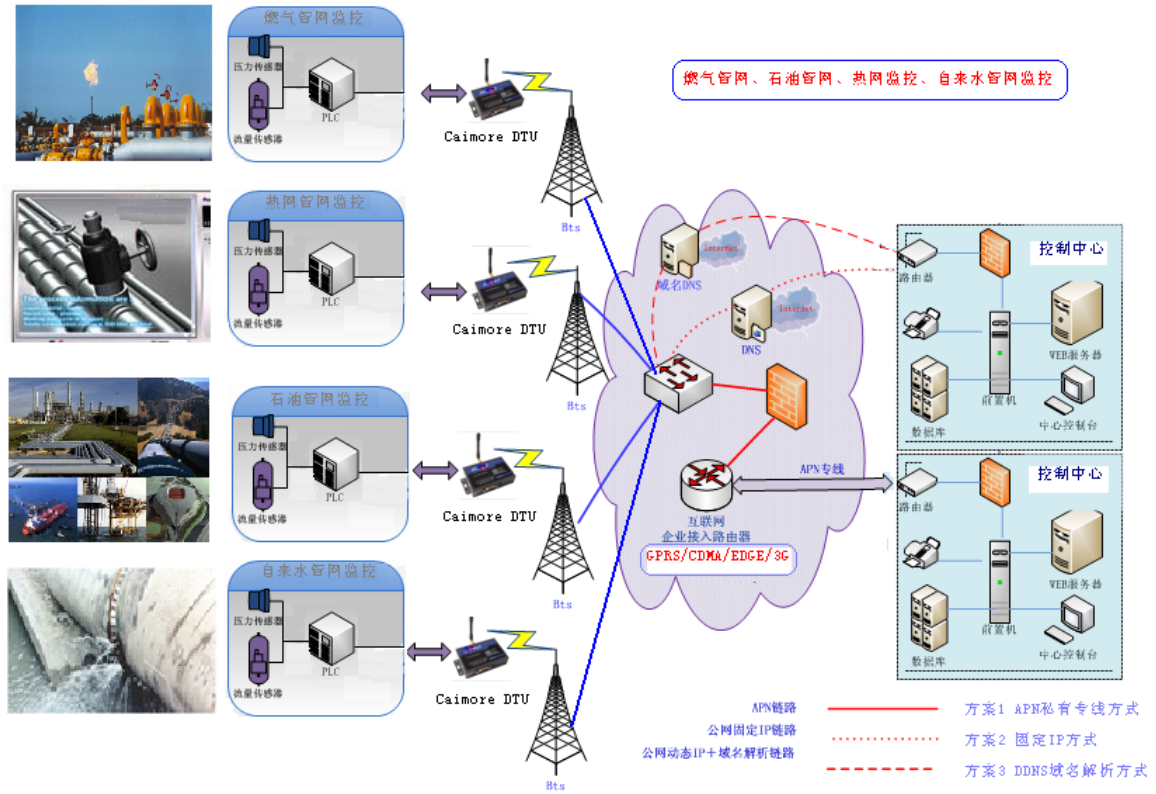 燃气管网监控
压力传感器
流量传感器
PLC
Caimore DTU
Bts
燃气管网、石油管网、热网监控、自来水管网监控
热网管网监控
压力传感器
流量传感器
PLC
Caimore DTU
Bts
The process information are
石油管网监控
压力传感器
流量传感器
PLC
Caimore DTU
Bts
自来水管网监控
压力传感器
流量传感器
PLC
Caimore DTU
Bts
域名DNS
Internet
DNS
Internet
互联网
企业接入路由器
GPRS/CDMA/EDGE/3G
APN专线
控制中心
路由器
WEB服务器
前置机
数据库
中心控制台
控制中心
路由器
WEB服务器
前置机
数据库
中心控制台
APN链路
方案1 APN私有专线方式
公网固定IP链路
方案2 固定IP方式
公网动态IP+域名解析链路
方案3 DDNS域名解析方式